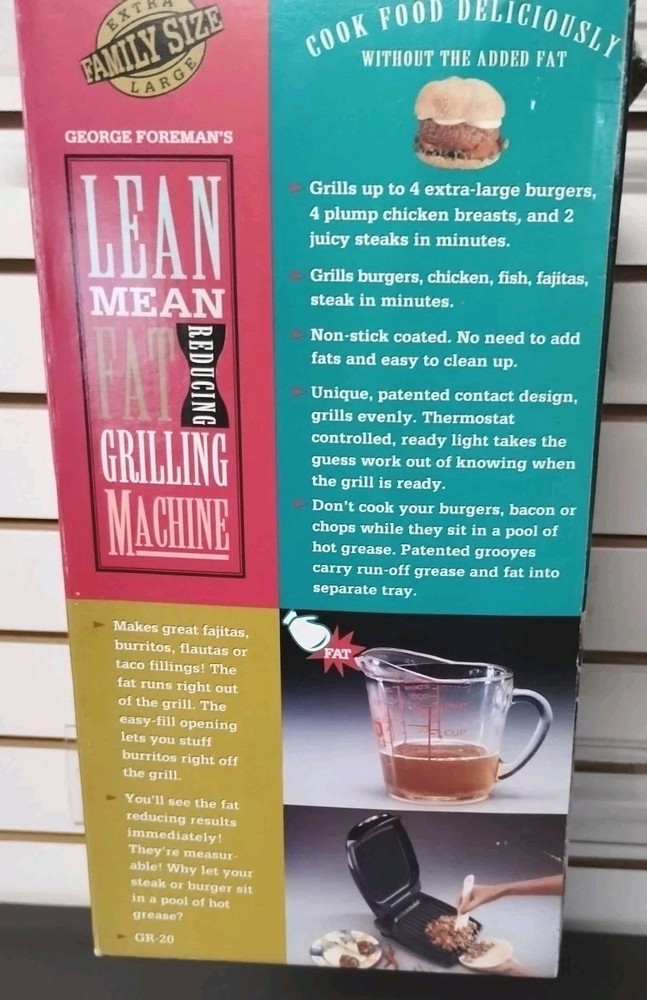 EXTRA
FAMILY SIZE
LARGE
GEORGE FOREMAN'S
LEAN
MEAN
FAT
REDUCING
GRILLING
MACHINE
COOK FOOD DELICIOUSLY
WITHOUT THE ADDED FAT
Grills up to 4 extra-large burgers,
4 plump chicken breasts, and 2
juicy steaks in minutes.
Grills burgers, chicken, fish, fajitas,
steak in minutes.
Non-stick coated. No need to add
fats and easy to clean up.
Unique, patented contact design,
grills evenly. Thermostat
controlled, ready light takes the
guess work out of knowing when
the grill is ready.
Don't cook your burgers, bacon or
chops while they sit in a pool of
hot grease. Patented grooves
carry run-off grease and fat into
separate tray.
Makes great fajitas,
burritos, flautas or
taco fillings! The
fat runs right out
of the grill. The
easy-fill opening
lets you stuff
burritos right off
the grill.
You'll see the fat
reducing results
immediately!
They're measur-
able! Why let your
steak or burger sit
in a pool of hot
grease?
GR-20
FAT
CUP